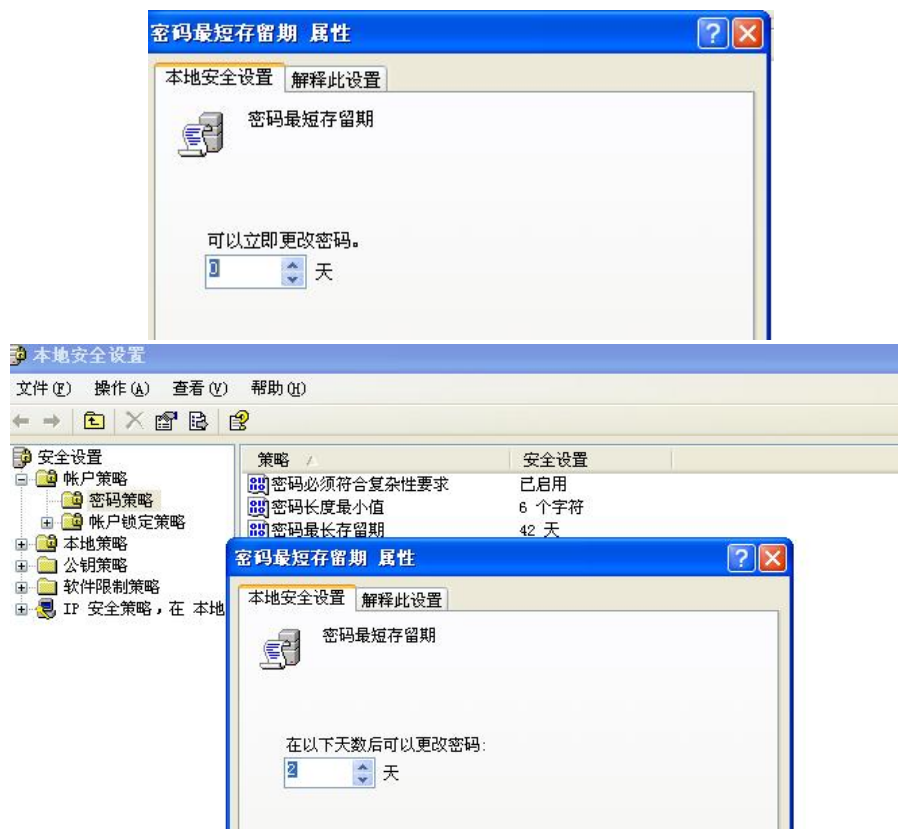 密码最短存留期 属性
本地安全设置 解释此设置
密码最短存留期
可以立即更改密码。
0 天
本地安全设置
文件(F) 操作(A) 查看(V) 帮助(H)
安全设置
帐户策略
密码策略
帐户锁定策略
本地策略
公钥策略
软件限制策略
IP 安全策略，在 本地
策略 安全设置
密码必须符合复杂性要求 已启用
密码长度最小值 6 个字符
密码最长存留期 42 天
密码最短存留期 属性
本地安全设置 解释此设置
密码最短存留期
在以下天数后可以更改密码:
2 天